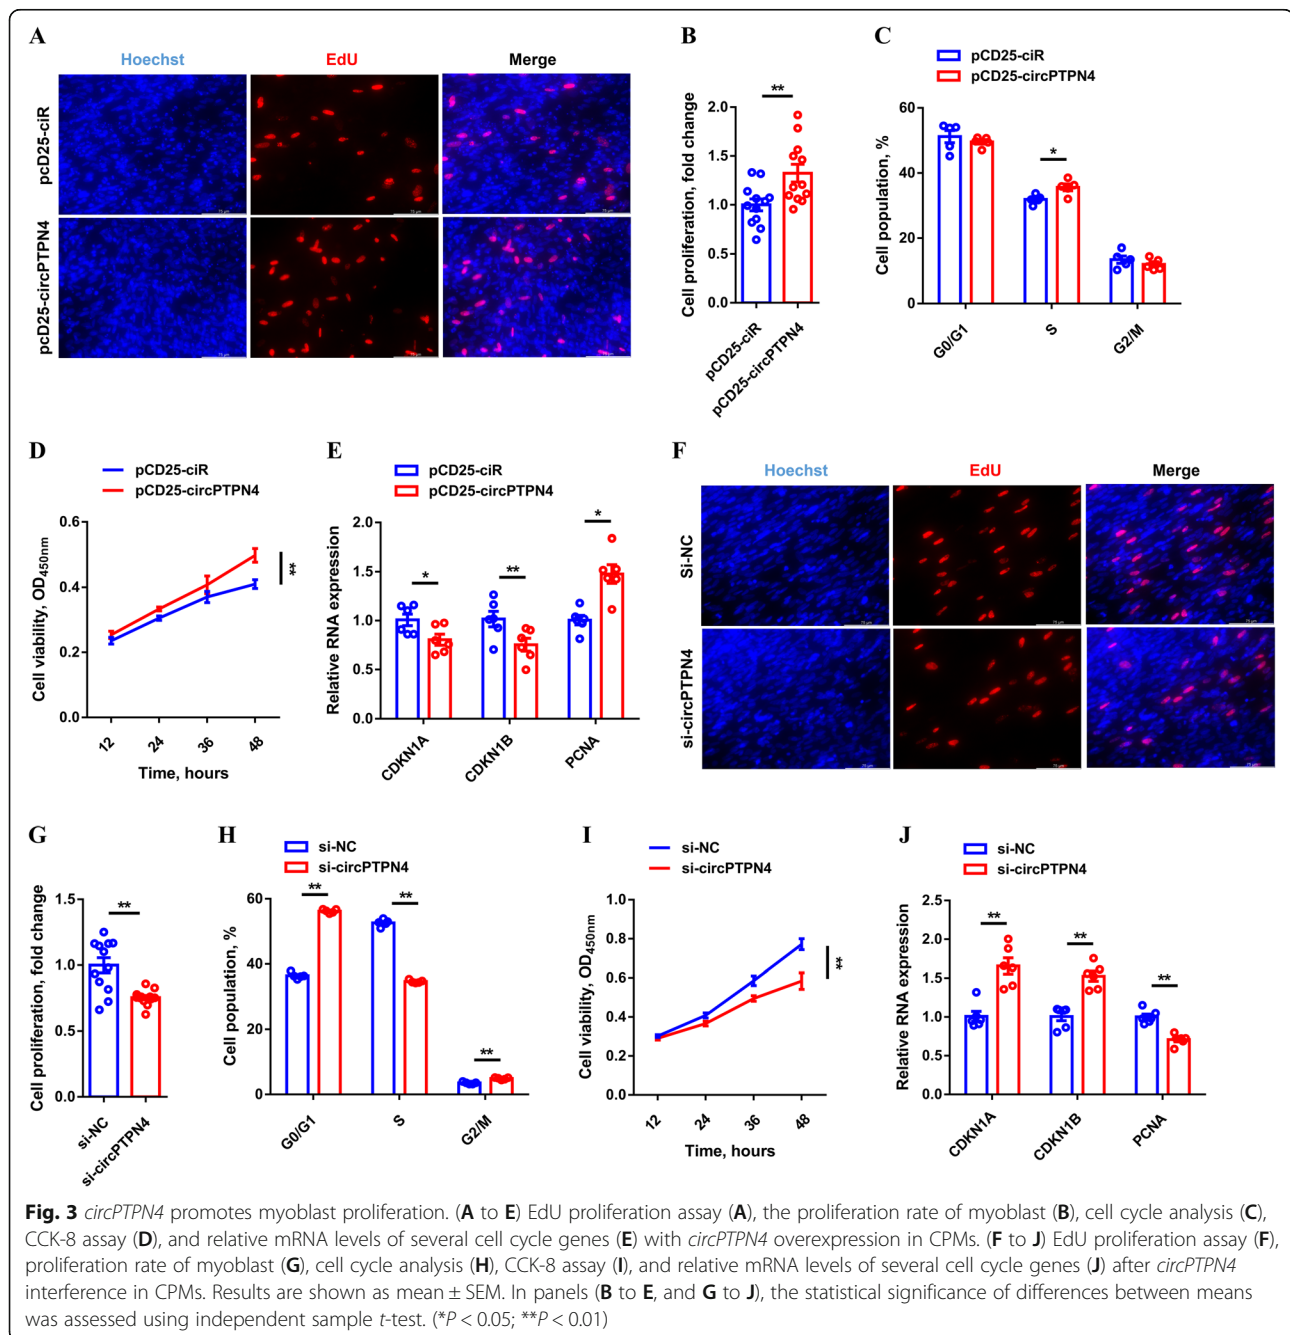 A
Hoechst EdU Merge
pcD25-ciR
pcD25-circPTPN4
B
**
Cell proliferation, fold change
2.0
1.5
1.0
0.5
0.0
pCD25-ciR
pCD25-circPTPN4
C
pCD25-ciR
pCD25-circPTPN4
Cell population, %
60
40
20
0
*
G0/G1 S G2/M
D
pCD25-ciR
pCD25-circPTPN4
Cell viability, OD450nm
0.6
0.4
0.2
0.0
**
12 24 36 48
Time, hours
E
pCD25-ciR
pCD25-circPTPN4
Relative RNA expression
2.0
1.5
1.0
0.5
0.0
* ** *
CDKN1A CDKN1B PCNA
F
Hoechst EdU Merge
Si-NC
si-circPTPN4
G
Cell proliferation, fold change
1.5
1.0
0.5
0.0
**
si-NC
si-circPTPN4
H
si-NC
si-circPTPN4
Cell population, %
60
40
20
0
** ** **
G0/G1 S G2/M
I
si-NC
si-circPTPN4
Cell viability, OD450nm
1.0
0.8
0.6
0.4
0.2
0.0
**
12 24 36 48
Time, hours
J
si-NC
si-circPTPN4
Relative RNA expression
2.5
2.0
1.5
1.0
0.5
0.0
** ** **
CDKN1A CDKN1B PCNA
Fig. 3 circPTPN4 promotes myoblast proliferation. (A to E) EdU proliferation assay (A), the proliferation rate of myoblast (B), cell cycle analysis (C),
CCK-8 assay (D), and relative mRNA levels of several cell cycle genes (E) with circPTPN4 overexpression in CPMs. (F to J) EdU proliferation assay (F),
proliferation rate of myoblast (G), cell cycle analysis (H), CCK-8 assay (I), and relative mRNA levels of several cell cycle genes (J) after circPTPN4
interference in CPMs. Results are shown as mean ± SEM. In panels (B to E, and G to J), the statistical significance of differences between means
was assessed using independent sample t-test. (*P < 0.05; **P < 0.01)